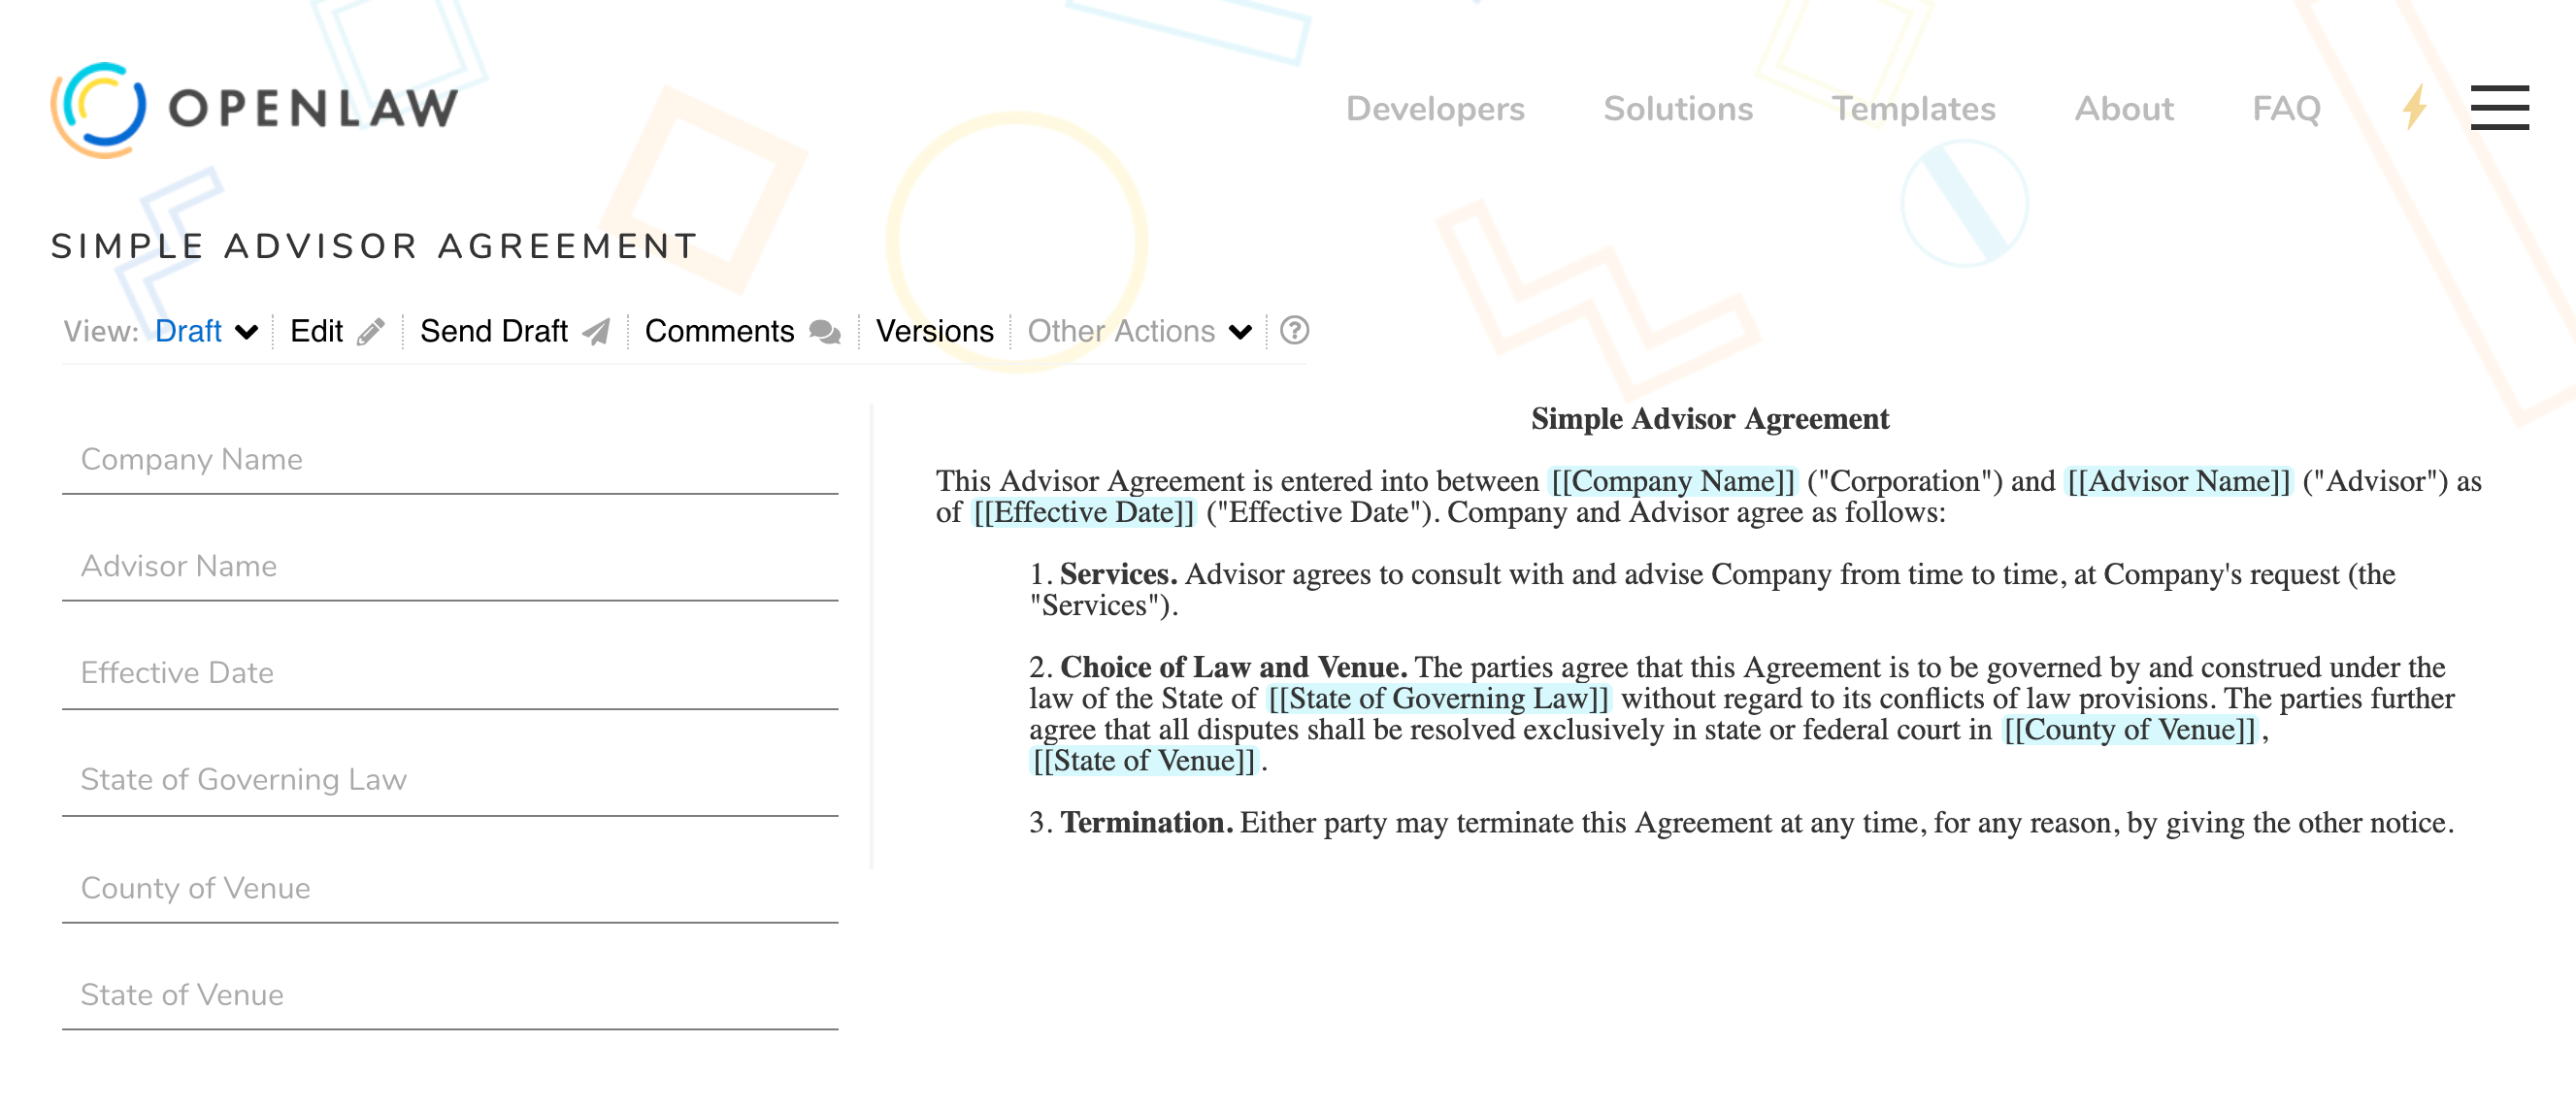 OPENLAW
Developers Solutions Templates About FAQ
SIMPLE ADVISOR AGREEMENT
View: Draft Edit Send Draft Comments Versions Other Actions ?
Company Name
Advisor Name
Effective Date
State of Governing Law
County of Venue
State of Venue
Simple Advisor Agreement
This Advisor Agreement is entered into between [[Company Name]] ("Corporation") and [[Advisor Name]] ("Advisor") as
of [[Effective Date]] ("Effective Date"). Company and Advisor agree as follows:
1. Services. Advisor agrees to consult with and advise Company from time to time, at Company's request (the
"Services").
2. Choice of Law and Venue. The parties agree that this Agreement is to be governed by and construed under the
law of the State of [[State of Governing Law]] without regard to its conflicts of law provisions. The parties further
agree that all disputes shall be resolved exclusively in state or federal court in [[County of Venue]],
[[State of Venue]].
3. Termination. Either party may terminate this Agreement at any time, for any reason, by giving the other notice.